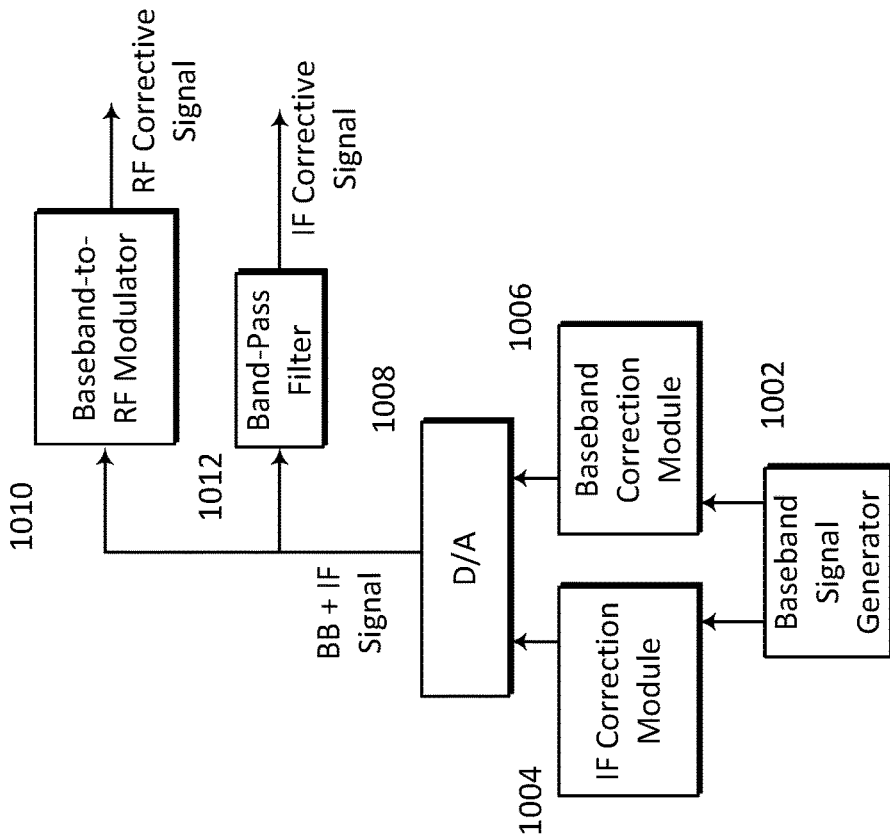 1010
Baseband-to-
RF Modulator
RF Corrective
Signal
1012
Band-Pass
Filter
IF Corrective
Signal
BB + IF
Signal
1008
D/A
1004
IF Correction
Module
1006
Baseband
Correction
Module
1002
Baseband
Signal
Generator